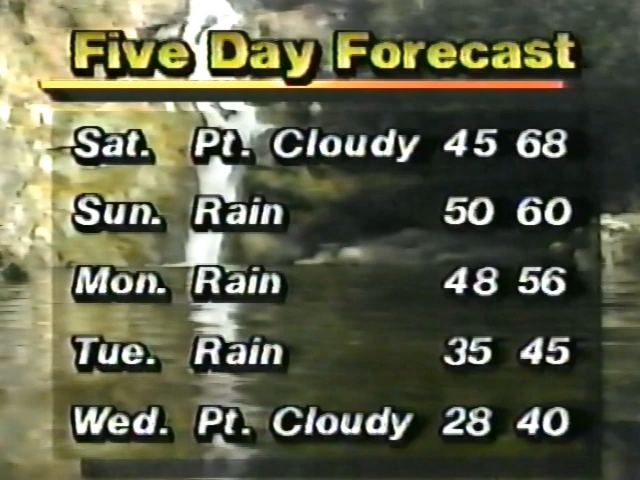 Five Day Forecast
Sat. Pt. Cloudy 45 68
Sun. Rain 50 60
Mon. Rain 48 56
Tue. Rain 35 45
Wed. Pt. Cloudy 28 40